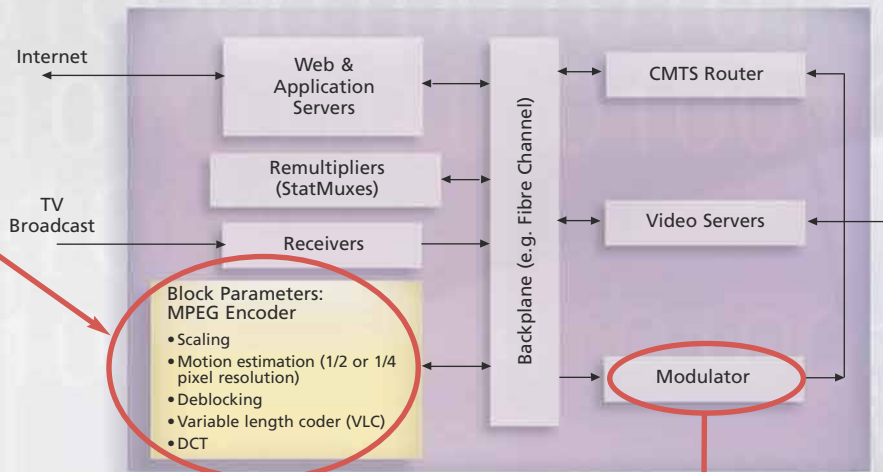 Internet
Web &
Application
Servers
CMTS Router
Remultipliers
(StatMuxes)
TV
Broadcast
Receivers
Backplane (e.g. Fibre Channel)
Video Servers
Block Parameters:
MPEG Encoder
•Scaling
•Motion estimation (1/2 or 1/4
pixel resolution)
•Deblocking
•Variable length coder (VLC)
•DCT
Modulator